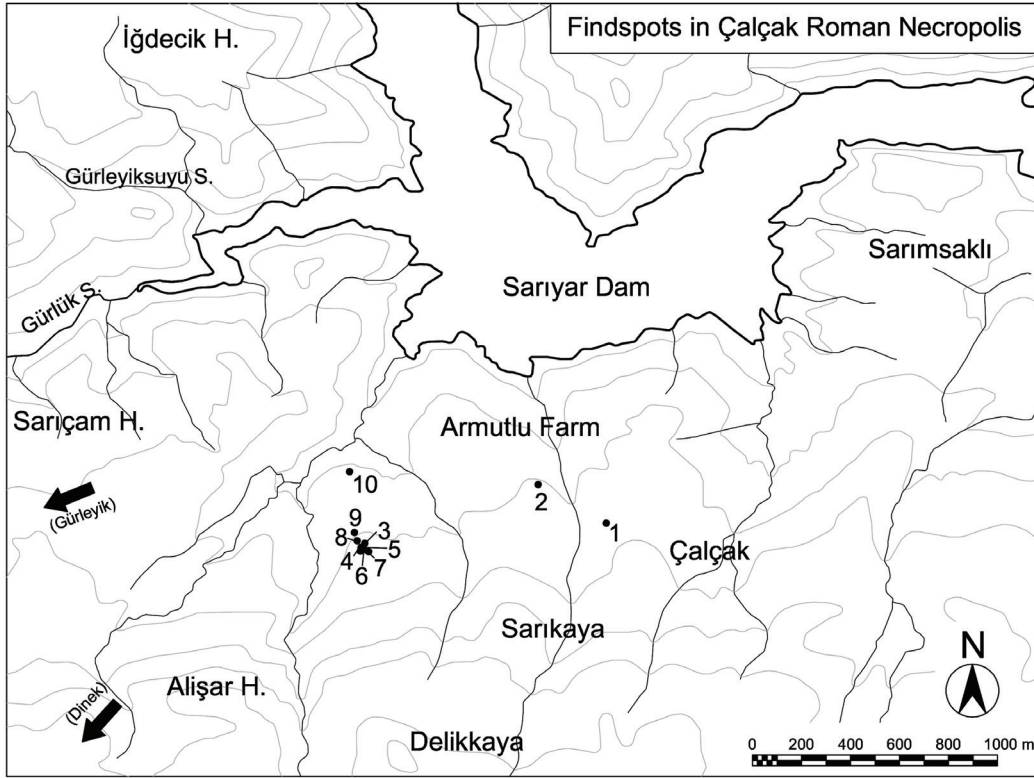 Findspots in Çalçak Roman Necropolis
İğdecik H.
Gürleyiksuyu S.
Sarımsaklı
Gürlük S.
Sarıyar Dam
Sarıçam H.
Armutlu Farm
10
2
(Gürleyik)
1
9
3
8
5
Çalçak
4
7
6
Sarıkaya
N
Alişar H.
(Dinek)
Delikkaya
0 200 400 600 800 1000 m